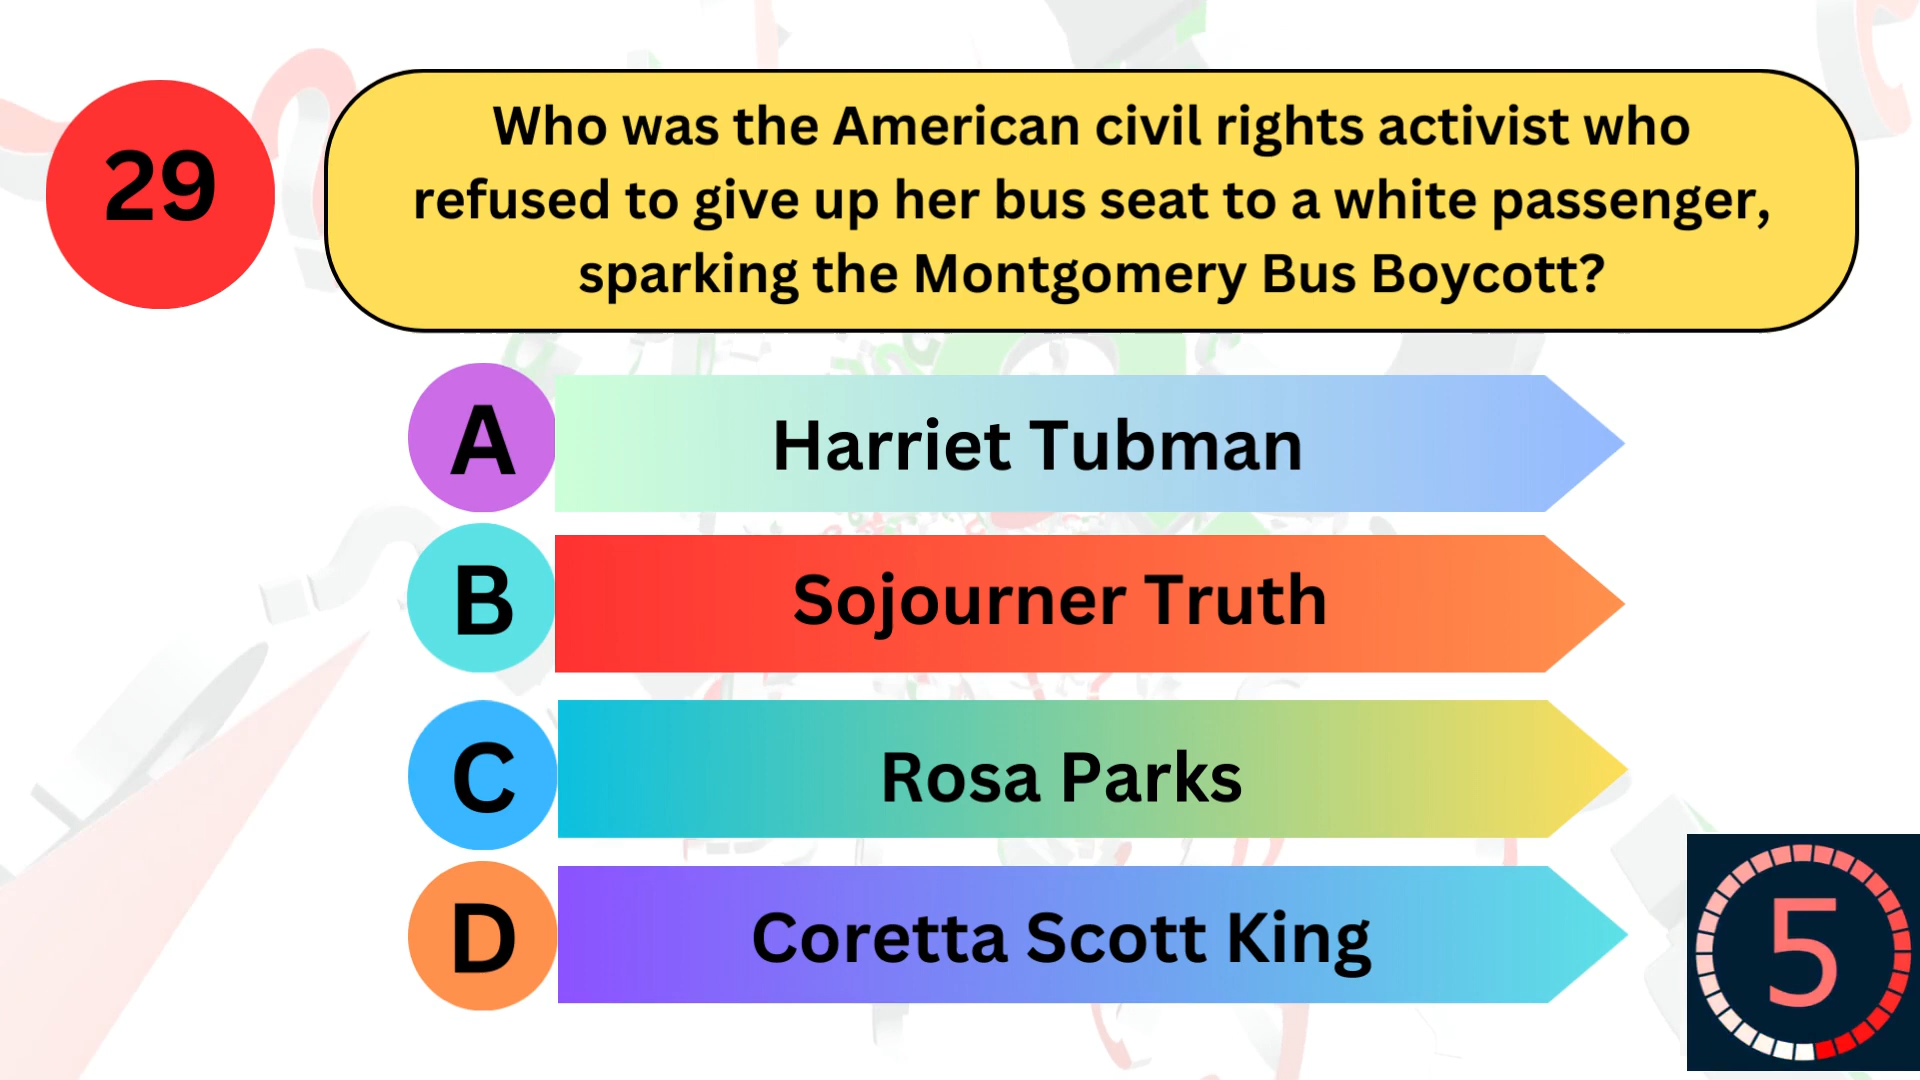 29
Who was the American civil rights activist who
refused to give up her bus seat to a white passenger,
sparking the Montgomery Bus Boycott?
A
Harriet Tubman
B
Sojourner Truth
C
Rosa Parks
D
Coretta Scott King
5